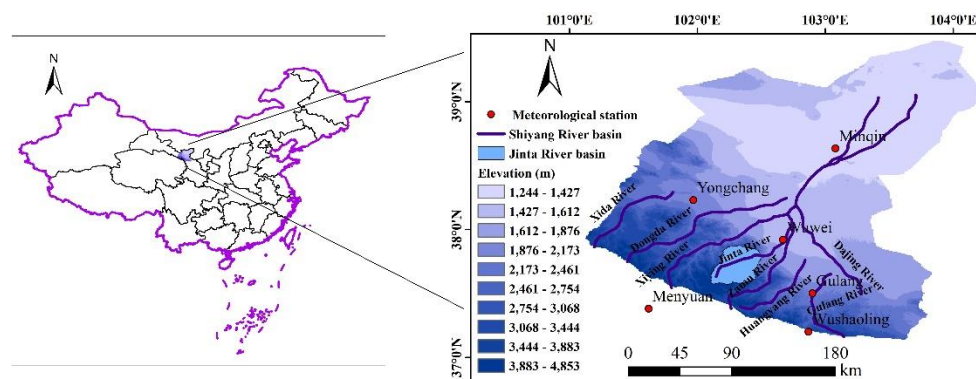 N
101°0'E 102°0'E 103°0'E 104°0'E
39°0'N
38°0'N
37°0'N
N
Meteorological station
Shiyang River basin
Jinta River basin
Elevation (m)
1,244 - 1,427
1,427 - 1,612
1,612 - 1,876
1,876 - 2,173
2,173 - 2,461
2,461 - 2,754
2,754 - 3,068
3,068 - 3,444
3,444 - 3,883
3,883 - 4,853
Minqin
Yongchang
Xida River
Dongda River
Wuwei
Xiying River
Jinta River
Zamu River
Dajing River
Gulang
Huangyang River
Gulang River
Menyuan
Wushaoling
0 45 90 180
km